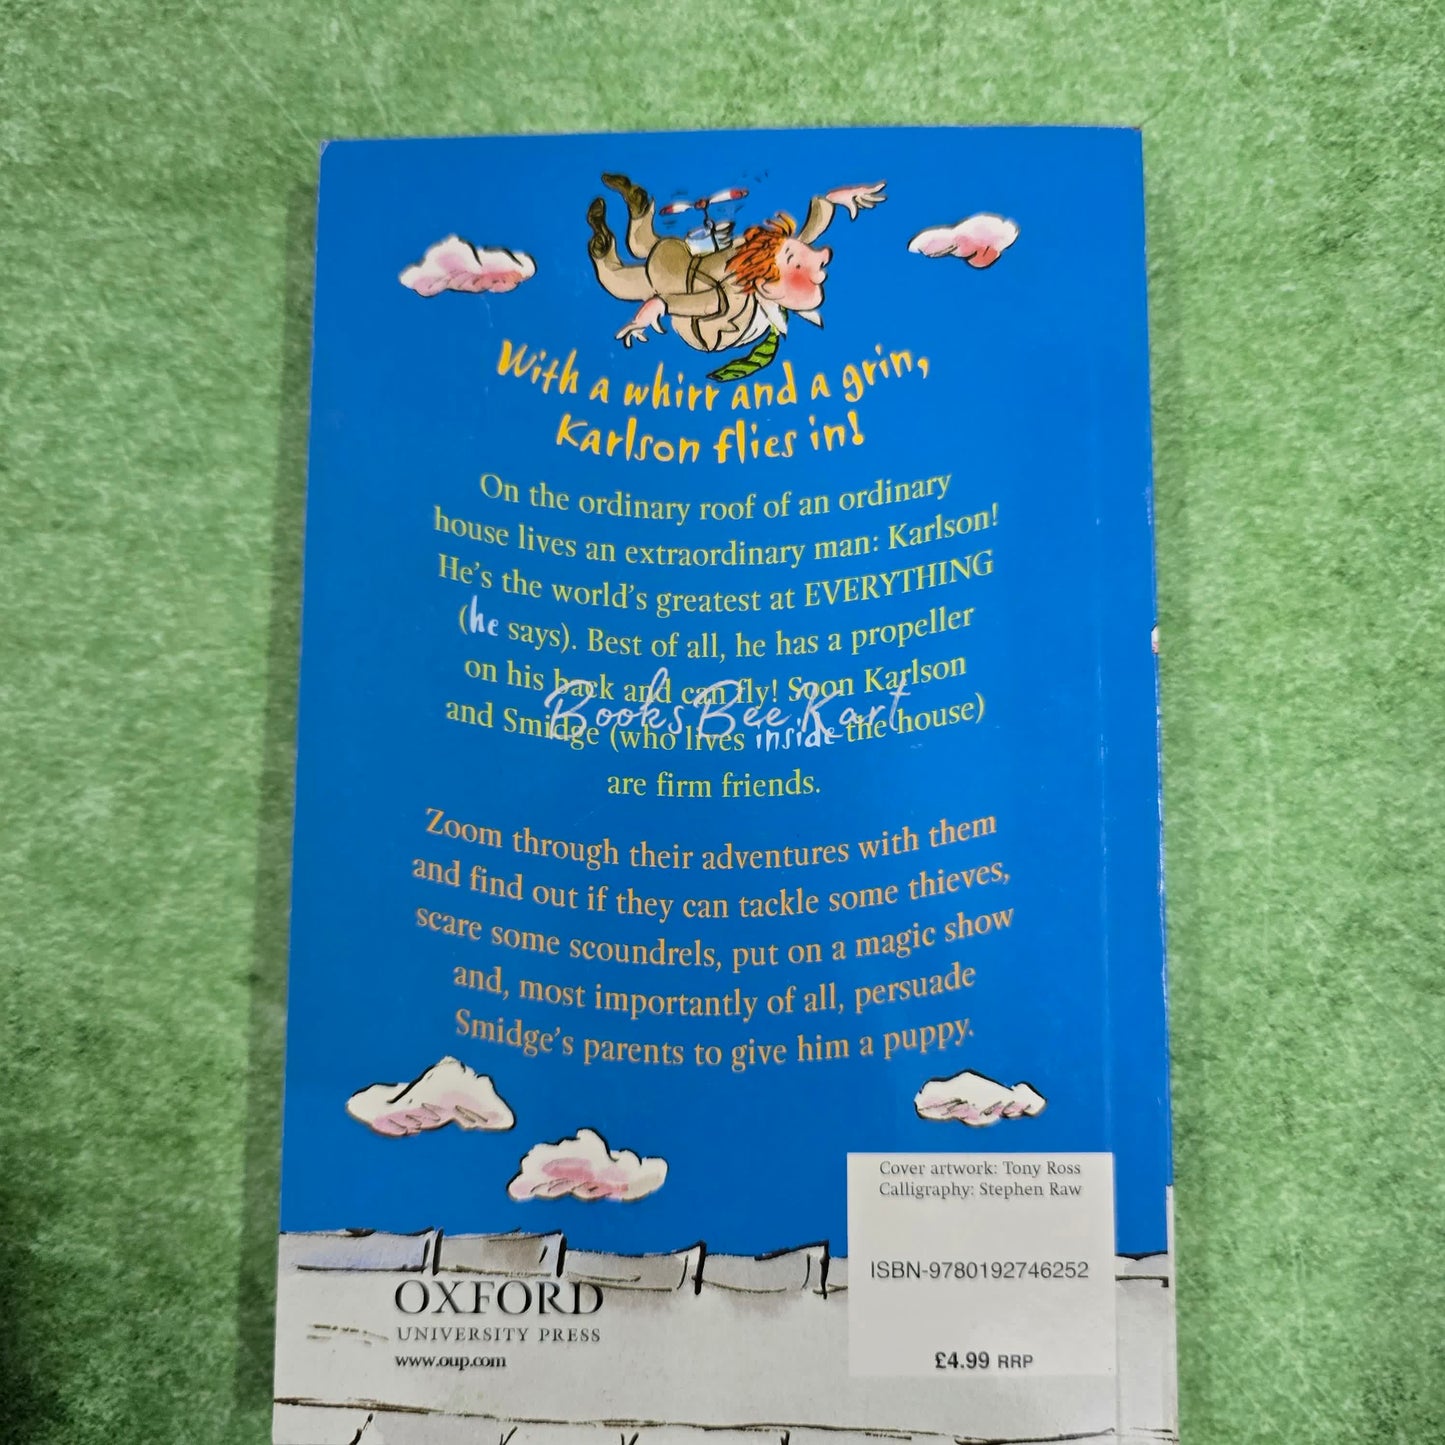 With a whirr and a grin,
Karlson flies in!
On the ordinary roof of an ordinary
house lives an extraordinary man: Karlson!
He's the world's greatest at EVERYTHING
(he says). Best of all, he has a propeller
on his back and can fly! Soon Karlson
Books Bee Kart
and Smidge (who lives inside the house)
are firm friends.
Zoom through their adventures with them
and find out if they can tackle some thieves,
scare some scoundrels, put on a magic show
and, most importantly of all, persuade
Smidge's parents to give him a puppy.
Cover artwork: Tony Ross
Calligraphy: Stephen Raw
ISBN-9780192746252
£4.99 RRP
OXFORD
UNIVERSITY PRESS
www.oup.com